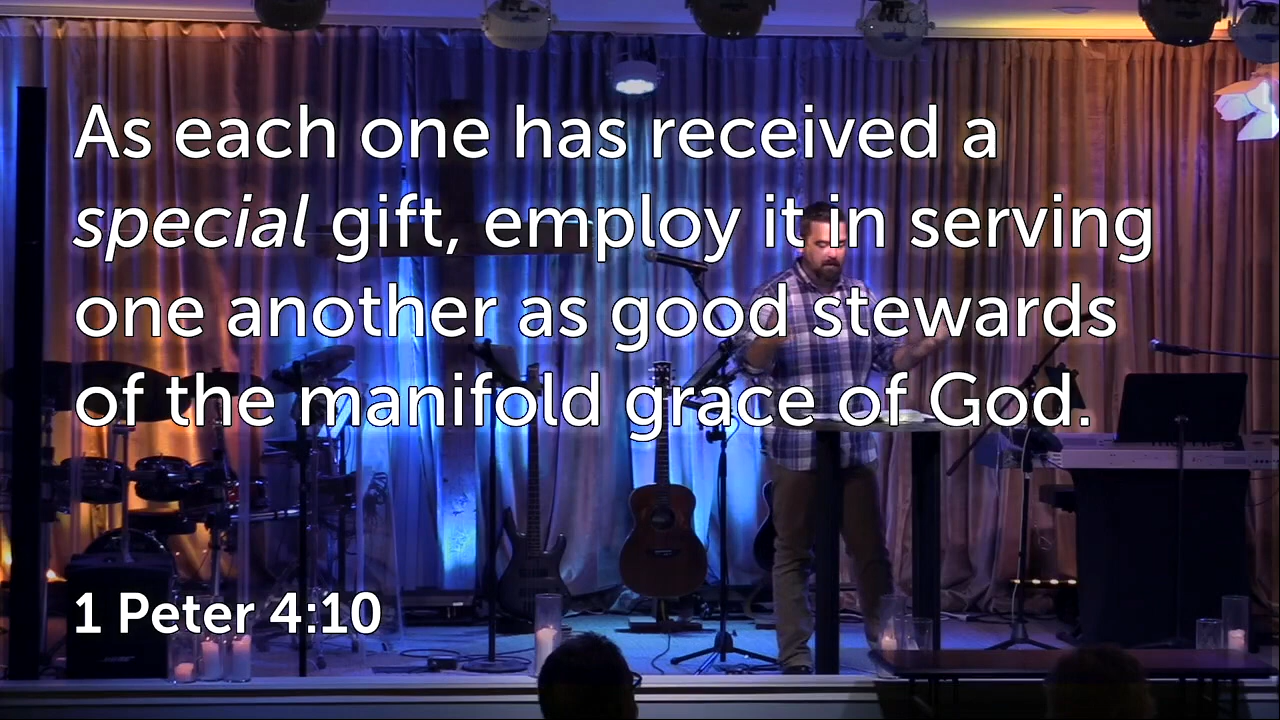 As each one has received a
special gift, employ it in serving
one another as good stewards
of the manifold grace of God.
1 Peter 4:10